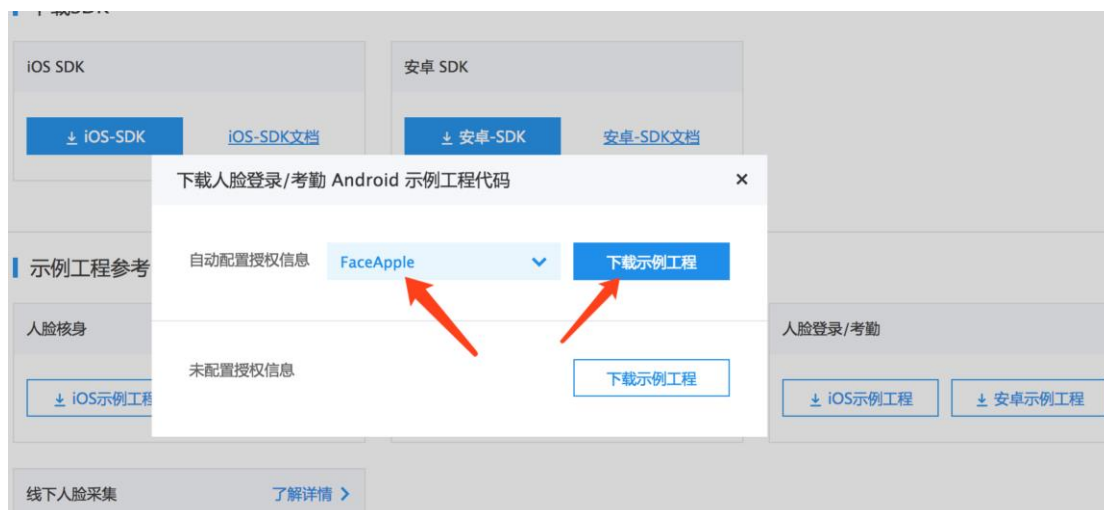 下载SDK
iOS SDK
安卓 SDK
iOS-SDK
iOS-SDK文档
安卓-SDK
安卓-SDK文档
下载人脸登录/考勤 Android 示例工程代码
自动配置授权信息
FaceApple
下载示例工程
示例工程参考
人脸核身
人脸登录/考勤
未配置授权信息
下载示例工程
iOS示例工程
iOS示例工程
安卓示例工程
线下人脸采集
了解详情